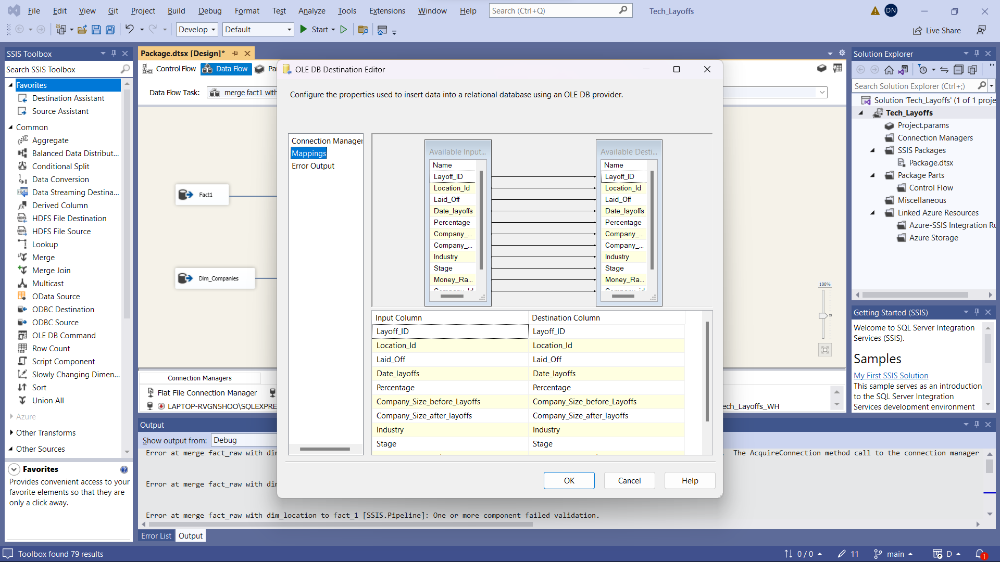 File Edit View Git Project Build Debug Format Test Analyze Tools Extensions Window Help Search (Ctrl+Q) Tech_Layoffs DN
Develop Default Start Live Share
SSIS Toolbox
Search SSIS Toolbox
Favorites
Destination Assistant
Source Assistant
Common
Aggregate
Balanced Data Distribut...
Conditional Split
Data Conversion
Data Streaming Destina...
Derived Column
HDFS File Destination
HDFS File Source
Lookup
Merge
Merge Join
Multicast
OData Source
ODBC Destination
ODBC Source
OLE DB Command
Row Count
Script Component
Slowly Changing Dimen...
Sort
Union All
Azure
Other Transforms
Other Sources
Favorites
Provides convenient access to your
favorite elements so that they are
only a click away.
Package.dtsx [Design]*
Control Flow Data Flow
Data Flow Task: merge fact1 with
Fact1
Dim_Companies
100%
Connection Managers
Flat File Connection Manager
LAPTOP-RVGN5HOO\SQLEXPRE
ech_Layoffs_WH
OLE DB Destination Editor
Configure the properties used to insert data into a relational database using an OLE DB provider.
Connection Manager
Mappings
Error Output
Available Input...
Name
Layoff_ID
Location_Id
Laid_Off
Date_layoffs
Percentage
Company_...
Company_...
Industry
Stage
Money_Ra...
Available Desti...
Name
Layoff_ID
Location_Id
Laid_Off
Date_layoffs
Percentage
Company_...
Company_...
Industry
Stage
Money_Ra...
Input Column Destination Column
Layoff_ID Layoff_ID
Location_Id Location_Id
Laid_Off Laid_Off
Date_layoffs Date_layoffs
Percentage Percentage
Company_Size_before_Layoffs Company_Size_before_Layoffs
Company_Size_after_layoffs Company_Size_after_layoffs
Industry Industry
Stage Stage
OK Cancel Help
Output
Show output from: Debug
Error at merge fact_raw with di The AcquireConnection method call to the connection manager
Error at merge fact_raw with di
Error at merge fact_raw with dim_location to fact_1 [SSIS.Pipeline]: One or more component failed validation.
Error List Output
Solution Explorer
Search Solution Explorer (Ctrl+;)
Solution 'Tech_Layoffs' (1 of 1 proje
Tech_Layoffs
Project.params
Connection Managers
SSIS Packages
Package.dtsx
Package Parts
Control Flow
Miscellaneous
Linked Azure Resources
Azure-SSIS Integration Ru
Azure Storage
Getting Started (SSIS)
Welcome to SQL Server Integration
Services (SSIS).
Samples
My First SSIS Solution
This sample serves as an introduction
to the SQL Server Integration
Services development environment
Toolbox found 79 results 0 / 0 11 main D 1